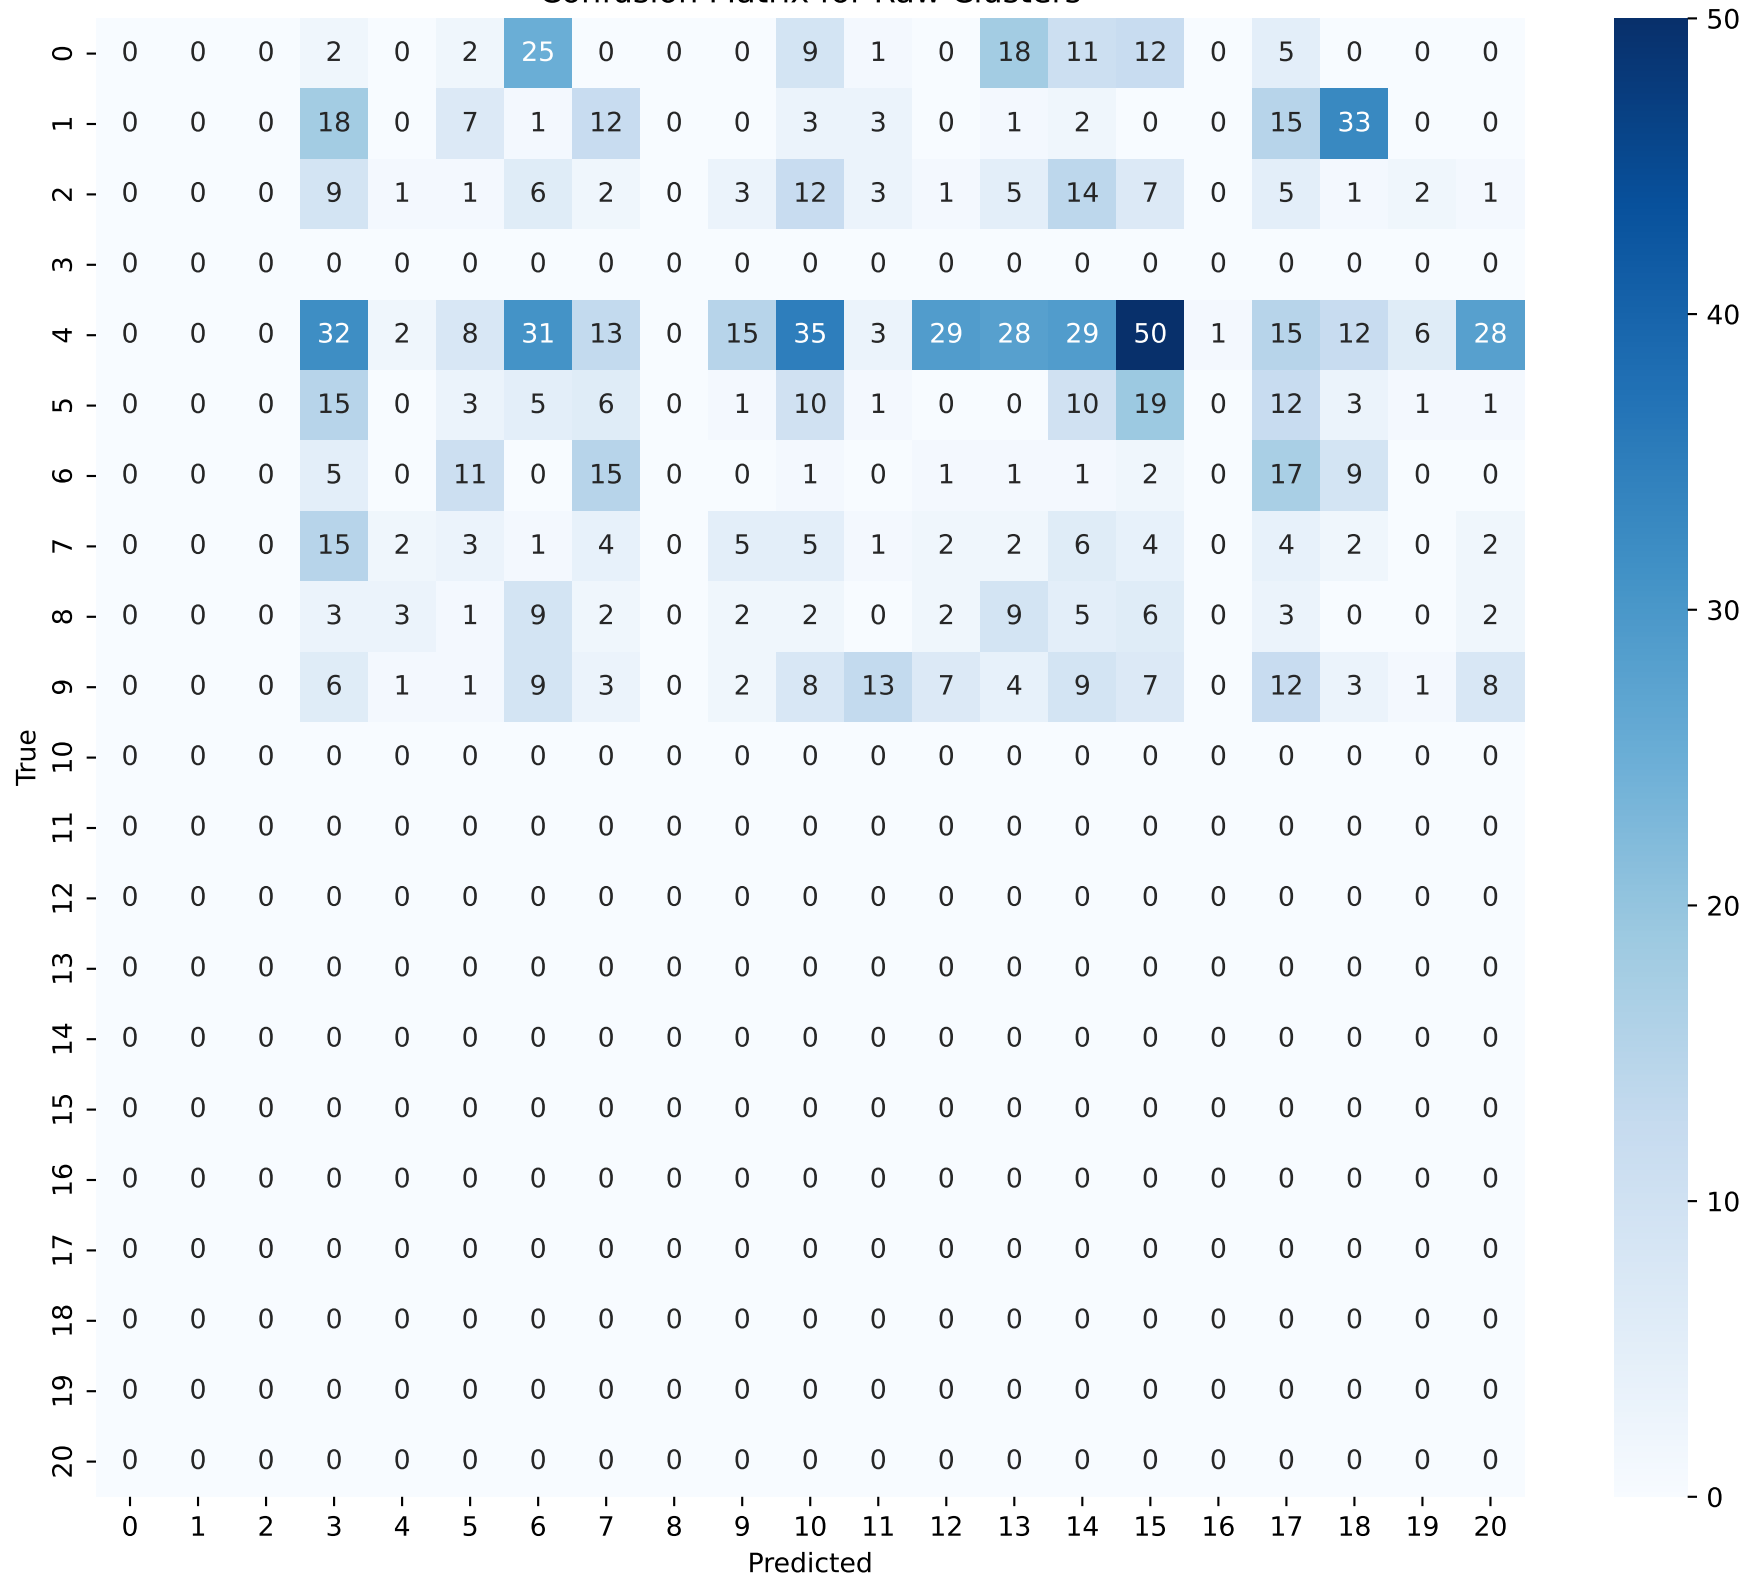 Confusion Matrix for Raw Clusters
0 0 0 0 2 0 2 25 0 0 0 9 1 0 18 11 12 0 5 0 0 0
1 0 0 0 18 0 7 1 12 0 0 3 3 0 1 2 0 0 15 33 0 0
2 0 0 0 9 1 1 6 2 0 3 12 3 1 5 14 7 0 5 1 2 1
3 0 0 0 0 0 0 0 0 0 0 0 0 0 0 0 0 0 0 0 0 0
4 0 0 0 32 2 8 31 13 0 15 35 3 29 28 29 50 1 15 12 6 28
5 0 0 0 15 0 3 5 6 0 1 10 1 0 0 10 19 0 12 3 1 1
6 0 0 0 5 0 11 0 15 0 0 1 0 1 1 1 2 0 17 9 0 0
7 0 0 0 15 2 3 1 4 0 5 5 1 2 2 6 4 0 4 2 0 2
8 0 0 0 3 3 1 9 2 0 2 2 0 2 9 5 6 0 3 0 0 2
9 0 0 0 6 1 1 9 3 0 2 8 13 7 4 9 7 0 12 3 1 8
10 0 0 0 0 0 0 0 0 0 0 0 0 0 0 0 0 0 0 0 0 0
11 0 0 0 0 0 0 0 0 0 0 0 0 0 0 0 0 0 0 0 0 0
12 0 0 0 0 0 0 0 0 0 0 0 0 0 0 0 0 0 0 0 0 0
13 0 0 0 0 0 0 0 0 0 0 0 0 0 0 0 0 0 0 0 0 0
14 0 0 0 0 0 0 0 0 0 0 0 0 0 0 0 0 0 0 0 0 0
15 0 0 0 0 0 0 0 0 0 0 0 0 0 0 0 0 0 0 0 0 0
16 0 0 0 0 0 0 0 0 0 0 0 0 0 0 0 0 0 0 0 0 0
17 0 0 0 0 0 0 0 0 0 0 0 0 0 0 0 0 0 0 0 0 0
18 0 0 0 0 0 0 0 0 0 0 0 0 0 0 0 0 0 0 0 0 0
19 0 0 0 0 0 0 0 0 0 0 0 0 0 0 0 0 0 0 0 0 0
20 0 0 0 0 0 0 0 0 0 0 0 0 0 0 0 0 0 0 0 0 0
0 1 2 3 4 5 6 7 8 9 10 11 12 13 14 15 16 17 18 19 20
Predicted
True
50
40
30
20
10
0